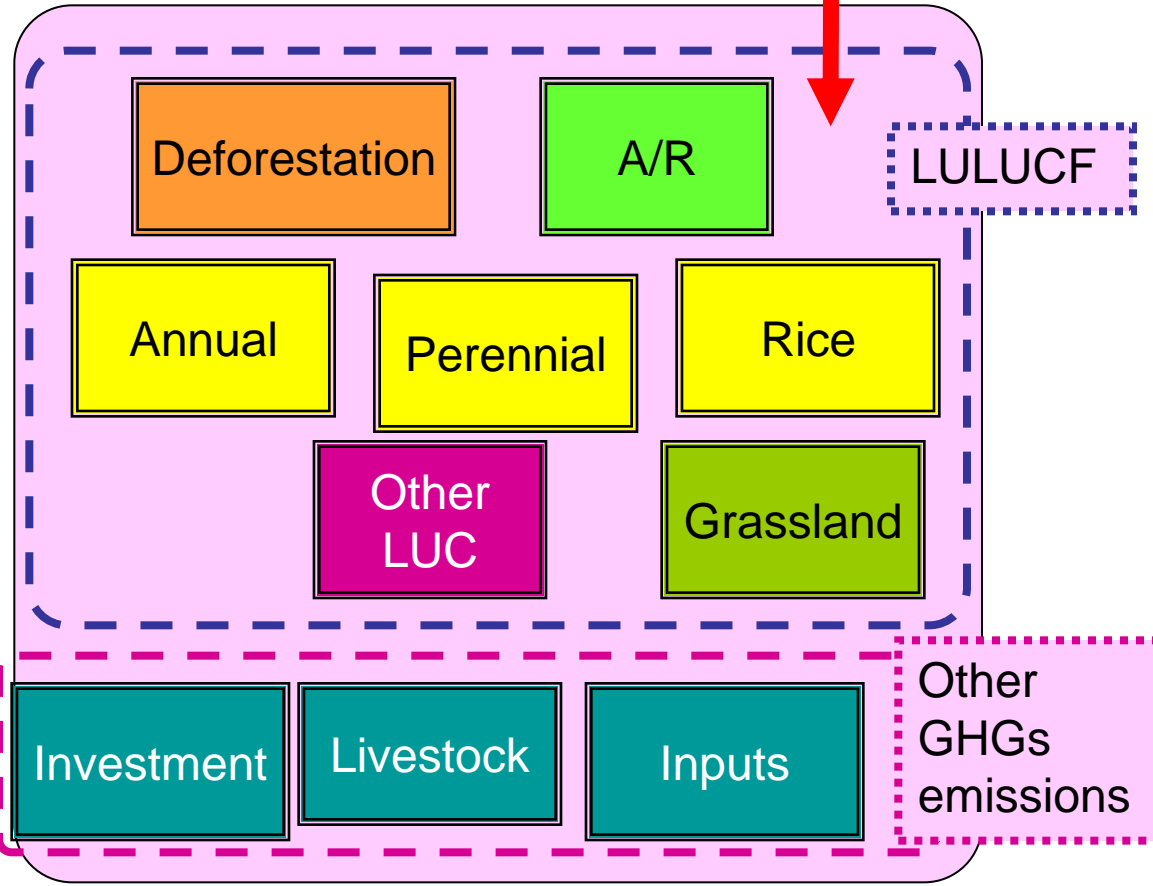 Deforestation
A/R
LULUCF
Annual
Perennial
Rice
Other
LUC
Grassland
Investment
Livestock
Inputs
Other
GHGs
emissions